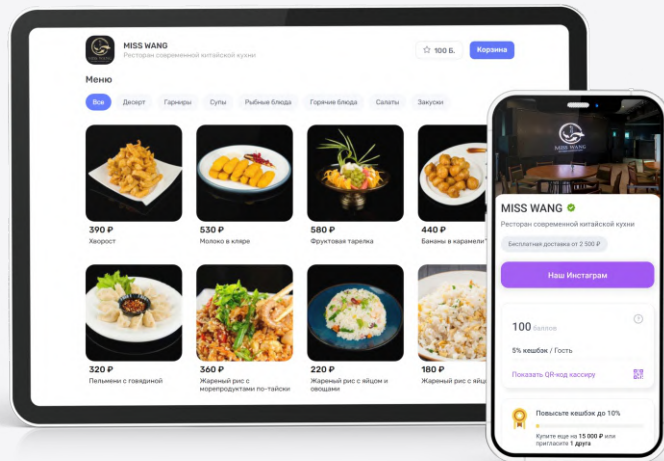 MISS WANG
Ресторан современной китайской кухни
100 Б.
Корзина
Меню
Все
Десерт
Гарниры
Супы
Рыбные блюда
Горячие блюда
Салаты
Закуски
390 ₽
Хворост
530 ₽
Молоко в кляре
580 ₽
Фруктовая тарелка
440 ₽
Бананы в карамели
320 ₽
Пельмени с говядиной
360 ₽
Жареный рис с
морепродуктами по-тайски
220 ₽
Жареный рис с яйцом и
овощами
180 ₽
Жареный рис с яйц
MISS WANG
MISS WANG
Ресторан современной китайской кухни
Бесплатная доставка от 2 500 ₽
Наш Инстаграм
100 баллов
5% кешбэк / Гость
Показать QR-код кассиру
Повысьте кешбэк до 10%
Купите еще на 15 000 ₽ или
пригласите 1 друга